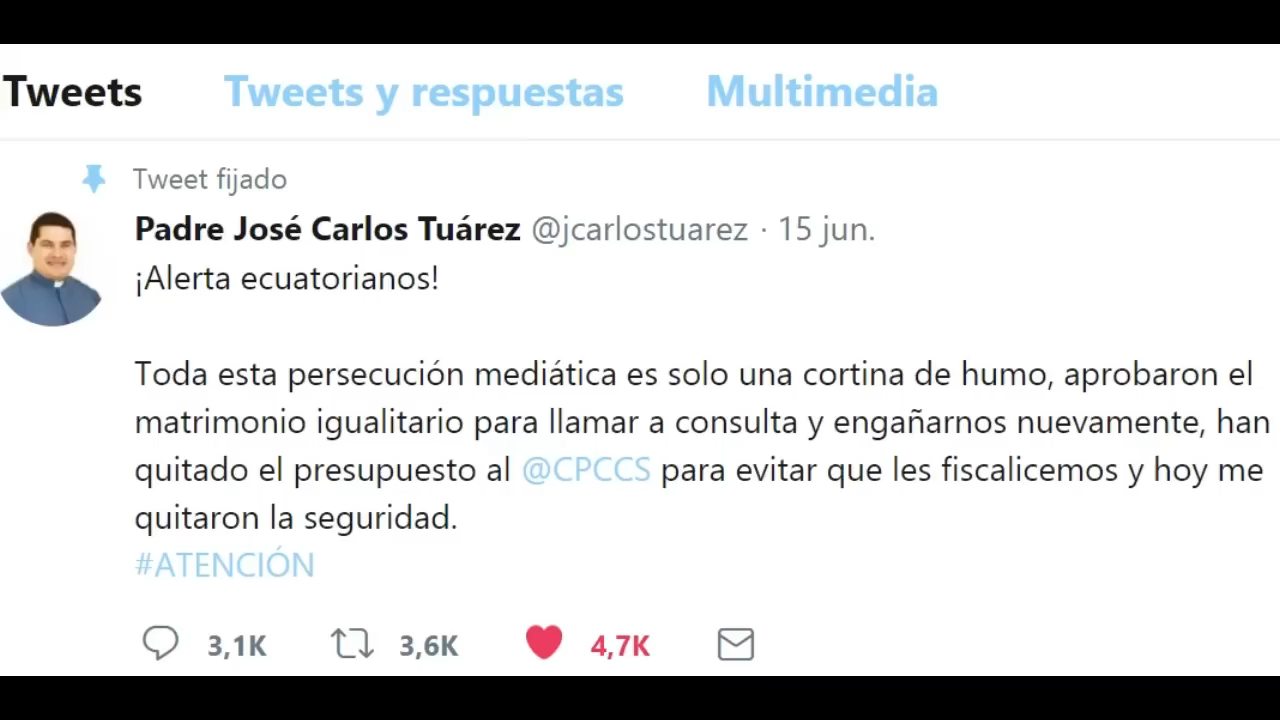 Tweets Tweets y respuestas Multimedia
Tweet fijado
Padre José Carlos Tuárez @jcarlostuarez · 15 jun.
¡Alerta ecuatorianos!
Toda esta persecución mediática es solo una cortina de humo, aprobaron el
matrimonio igualitario para llamar a consulta y engañarnos nuevamente, han
quitado el presupuesto al @CPCCS para evitar que les fiscalicemos y hoy me
quitaron la seguridad.
#ATENCIÓN
3,1K 3,6K 4,7K